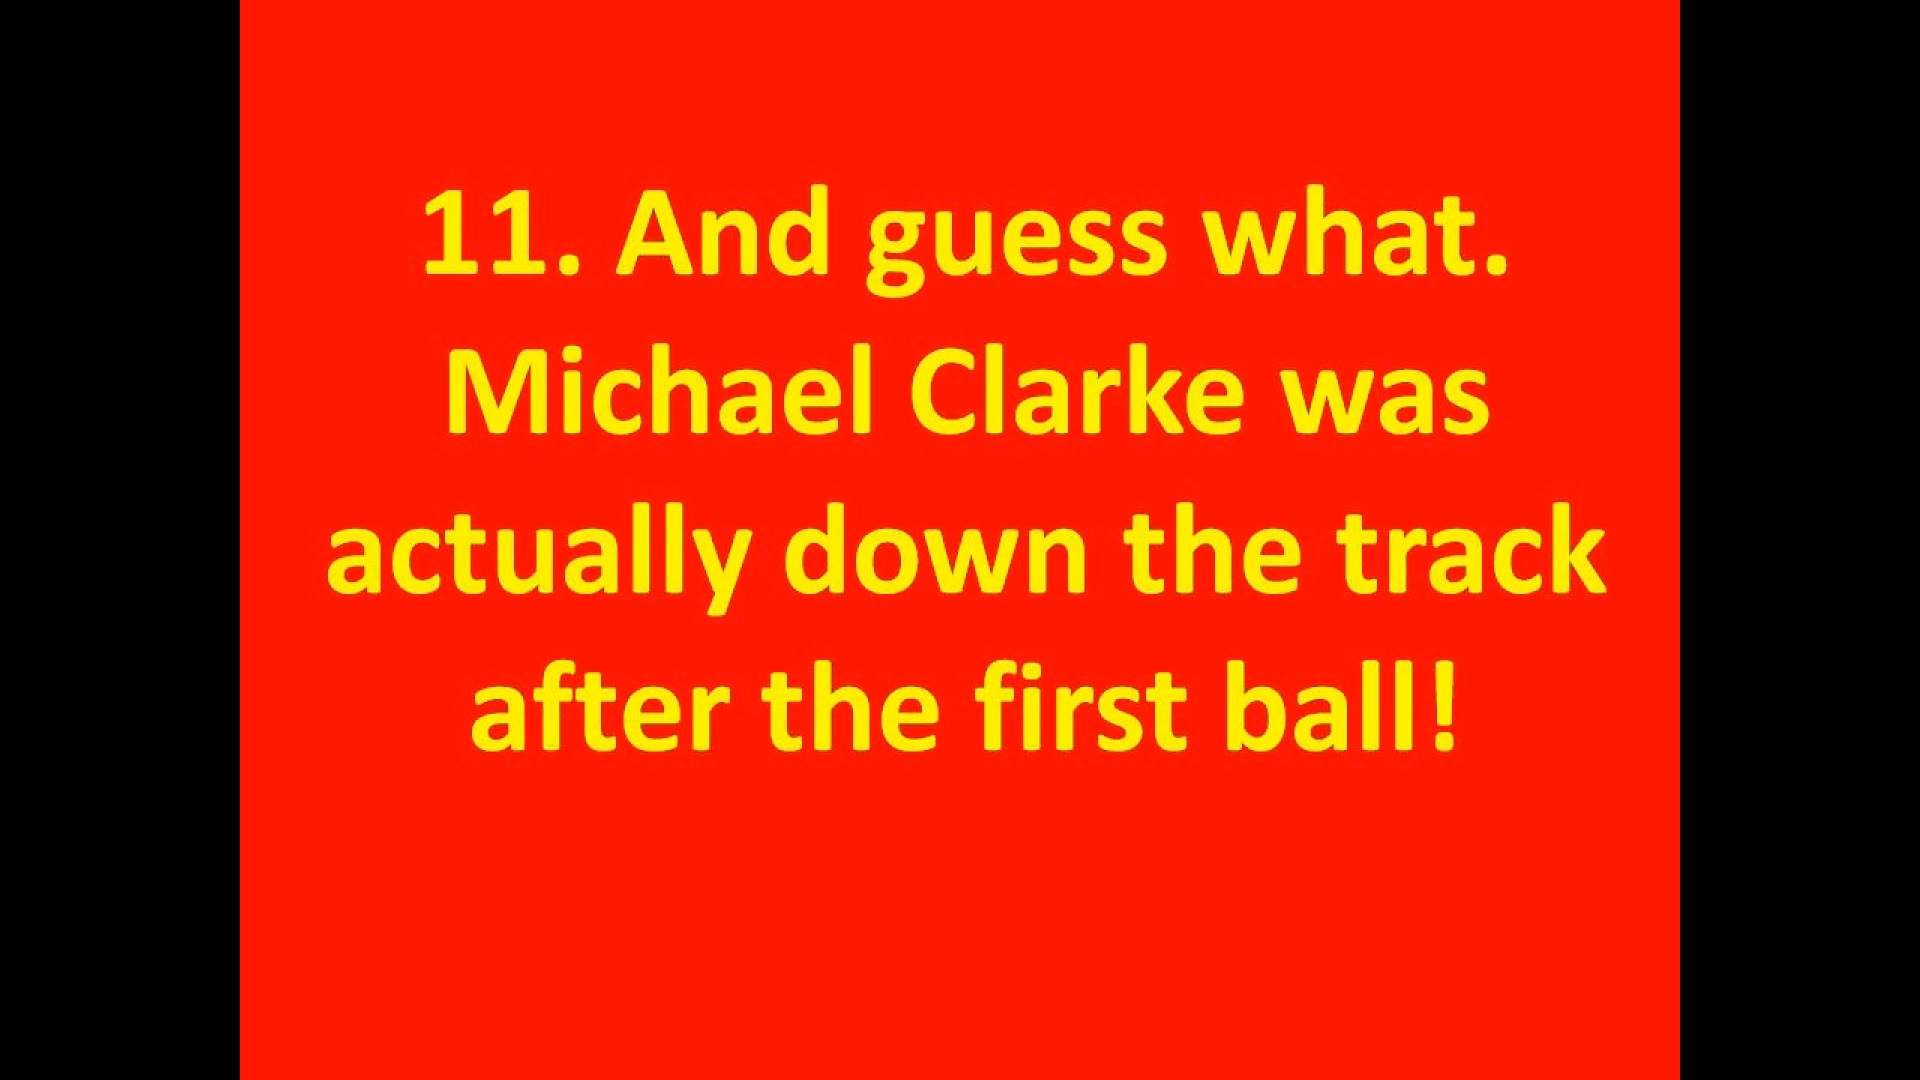 11. And guess what.
Michael Clarke was
actually down the track
after the first ball!